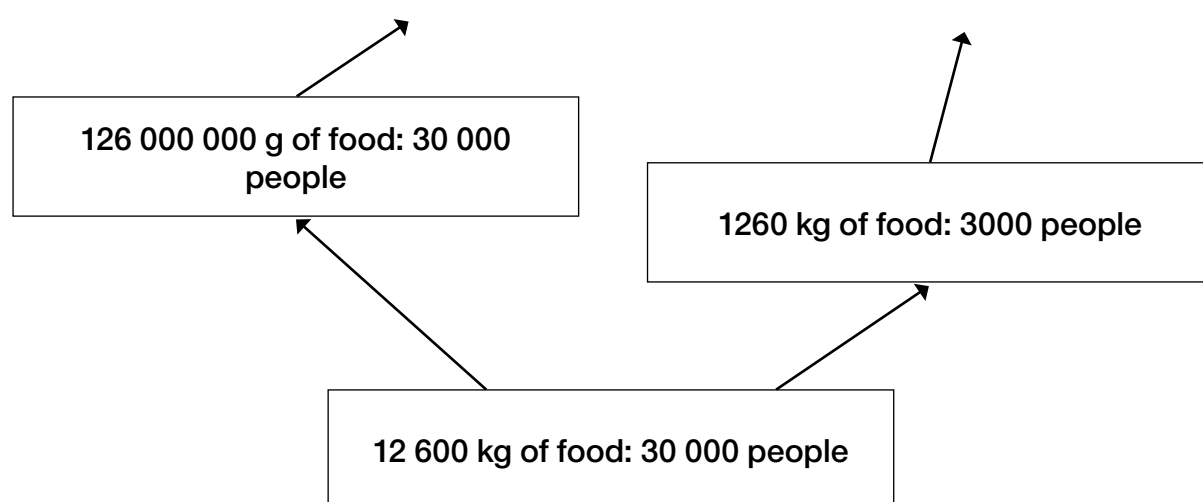 126 000 000 g of food: 30 000
people
1260 kg of food: 3000 people
12 600 kg of food: 30 000 people